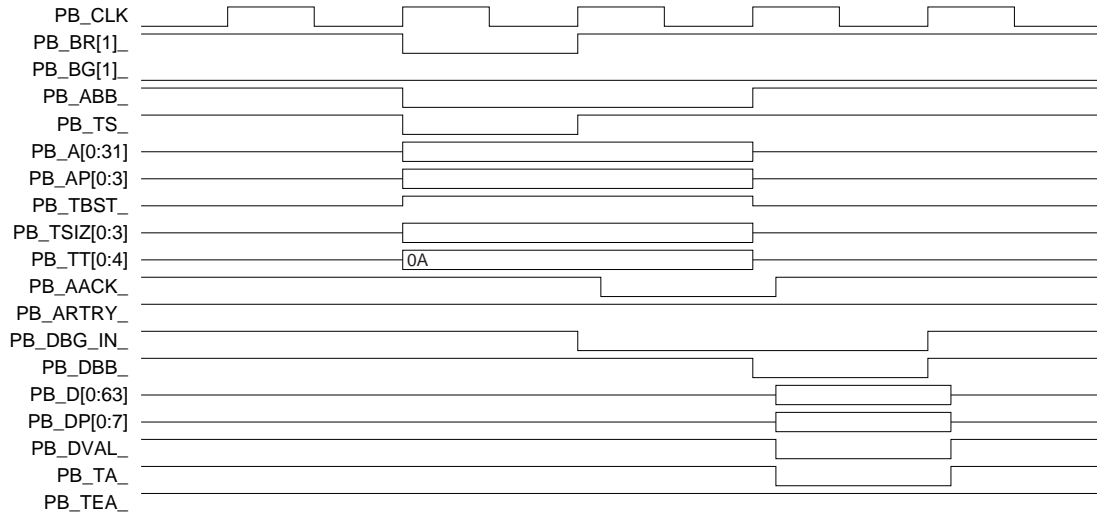 PB_CLK
PB_BR[1]_
PB_BG[1]_
PB_ABB_
PB_TS_
PB_A[0:31]
PB_AP[0:3]
PB_TBST_
PB_TSIZ[0:3]
PB_TT[0:4] 0A
PB_AACK_
PB_ARTRY_
PB_DBG_IN_
PB_DBB_
PB_D[0:63]
PB_DP[0:7]
PB_DVAL_
PB_TA_
PB_TEA_